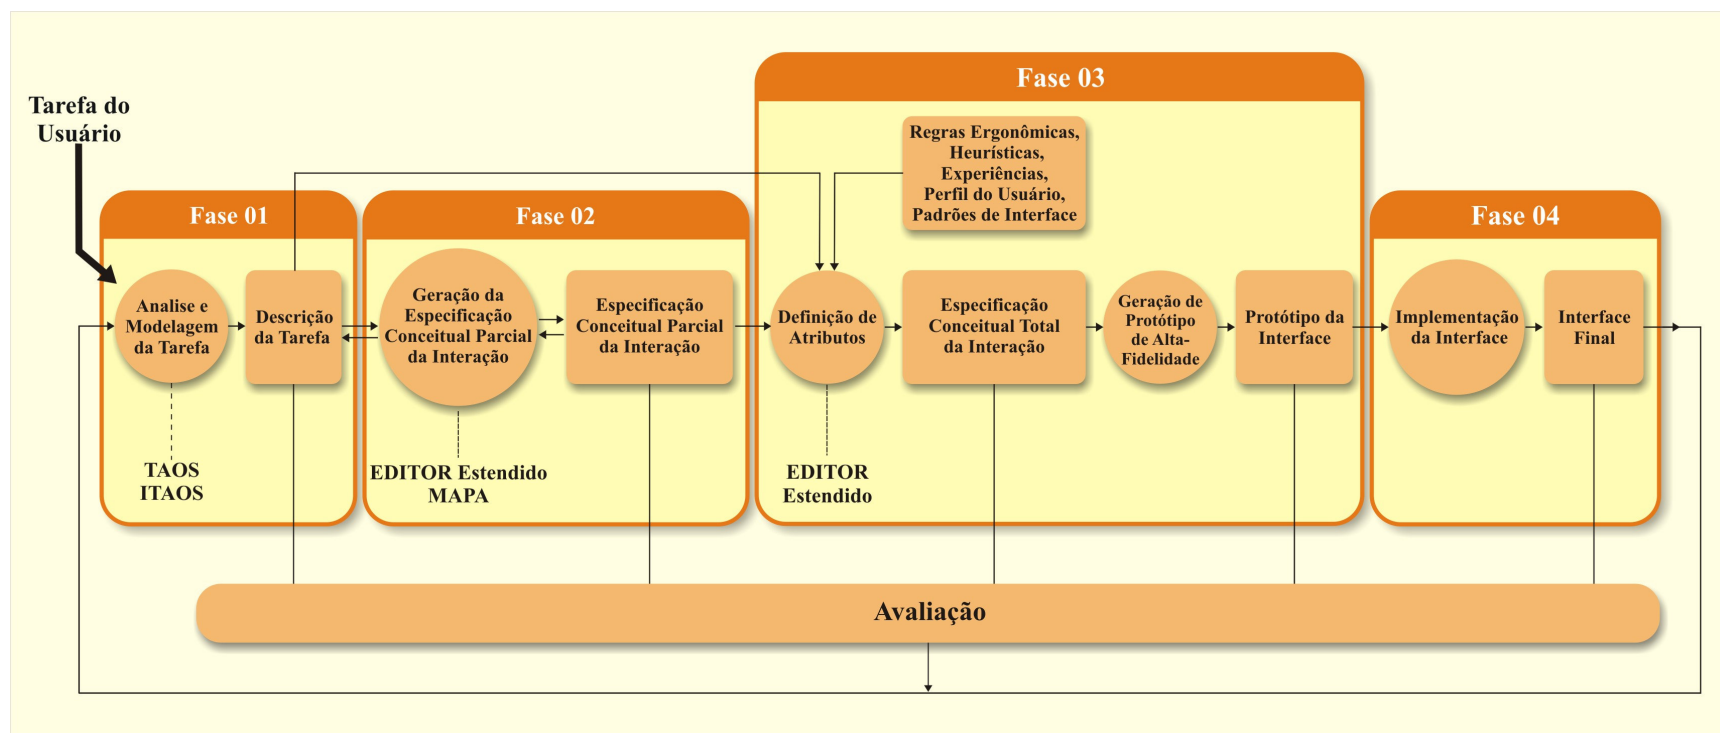 Tarefa do
Usuário
Fase 01
Analise e
Modelagem
da Tarefa
Descrição
da Tarefa
TAOS
ITAOS
Fase 02
Geração da
Especificação
Conceitual Parcial
da Interação
Especificação
Conceitual Parcial
da Interação
EDITOR Estendido
MAPA
Fase 03
Regras Ergonômicas,
Heurísticas,
Experiências,
Perfil do Usuário,
Padrões de Interface
Definição de
Atributos
Especificação
Conceitual Total
da Interação
Geração de
Protótipo
de Alta-
Fidelidade
Protótipo da
Interface
EDITOR
Estendido
Fase 04
Implementação
da Interface
Interface
Final
Avaliação